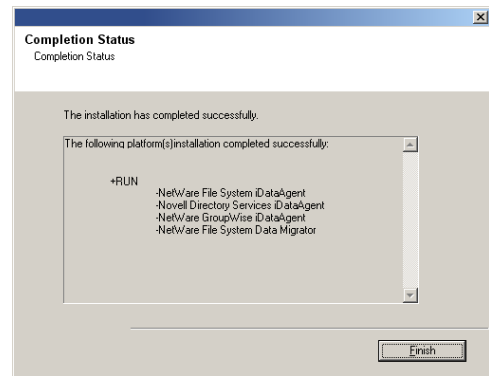 Completion Status
Completion Status
The installation has completed successfully.
The following platform(s)installation completed successfully:
+RUN
-NetWare File System iDataAgent
-Novell Directory Services iDataAgent
-NetWare GroupWise iDataAgent
-NetWare File System Data Migrator
Finish